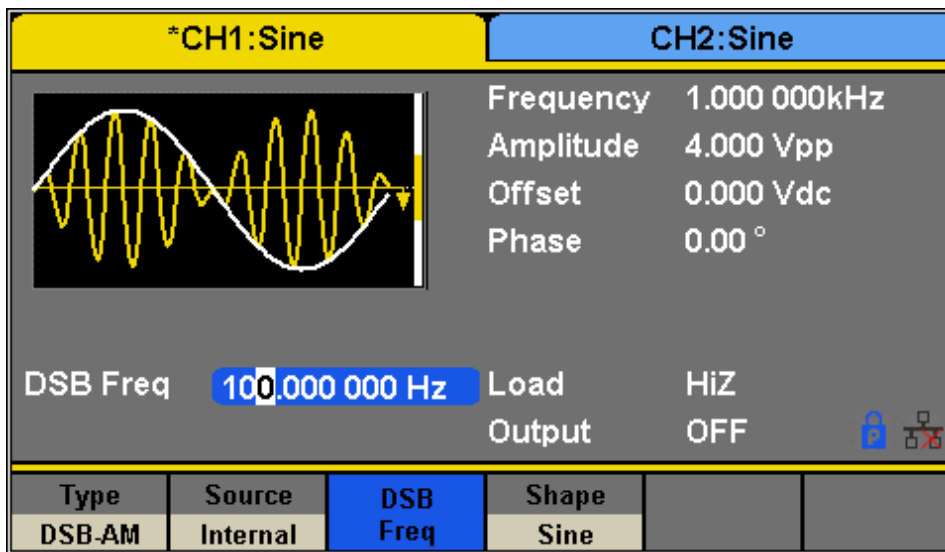 *CH1:Sine CH2:Sine
Frequency 1.000 000kHz
Amplitude 4.000 Vpp
Offset 0.000 Vdc
Phase 0.00 °
DSB Freq 100.000 000 Hz Load HiZ
Output OFF P
Type Source DSB Freq Shape
DSB-AM Internal Sine